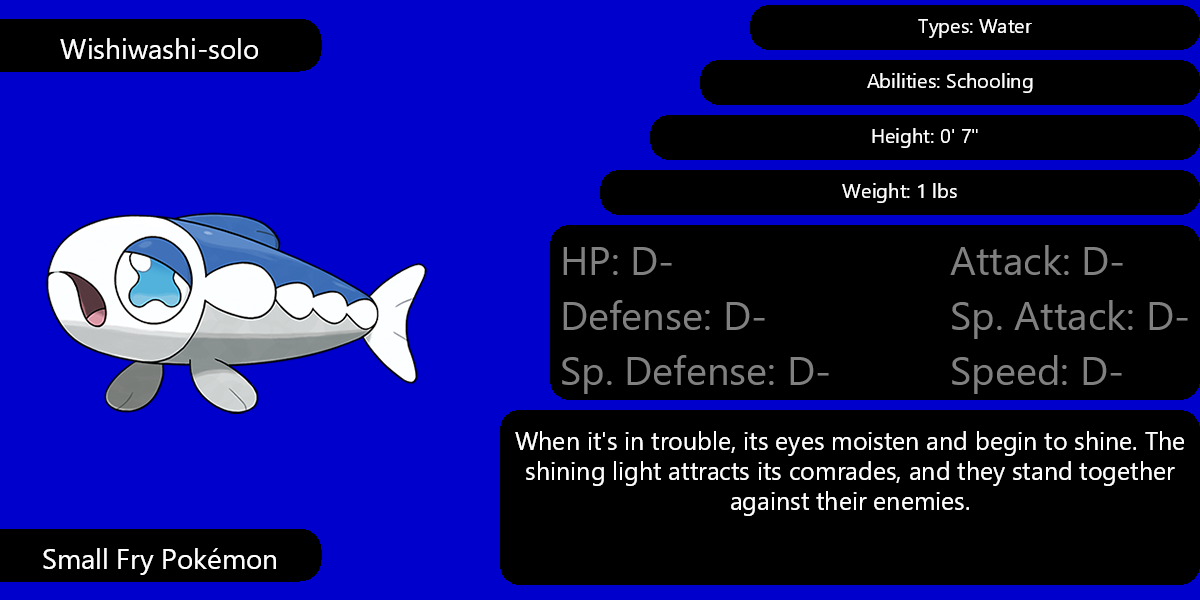 Wishiwashi-solo
Types: Water
Abilities: Schooling
Height: 0' 7"
Weight: 1 lbs
HP: D-
Attack: D-
Defense: D-
Sp. Attack: D-
Sp. Defense: D-
Speed: D-
When it's in trouble, its eyes moisten and begin to shine. The
shining light attracts its comrades, and they stand together
against their enemies.
Small Fry Pokémon